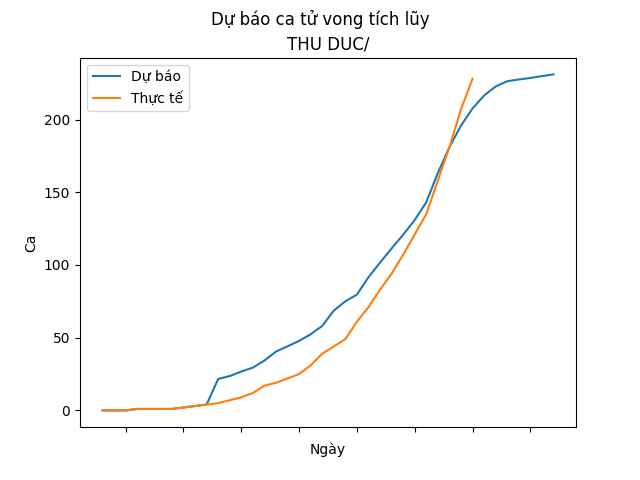 Dự báo ca tử vong tích lũy
THU DUC/
Dự báo
Thực tế
200
150
100
50
0
Ca
Ngày